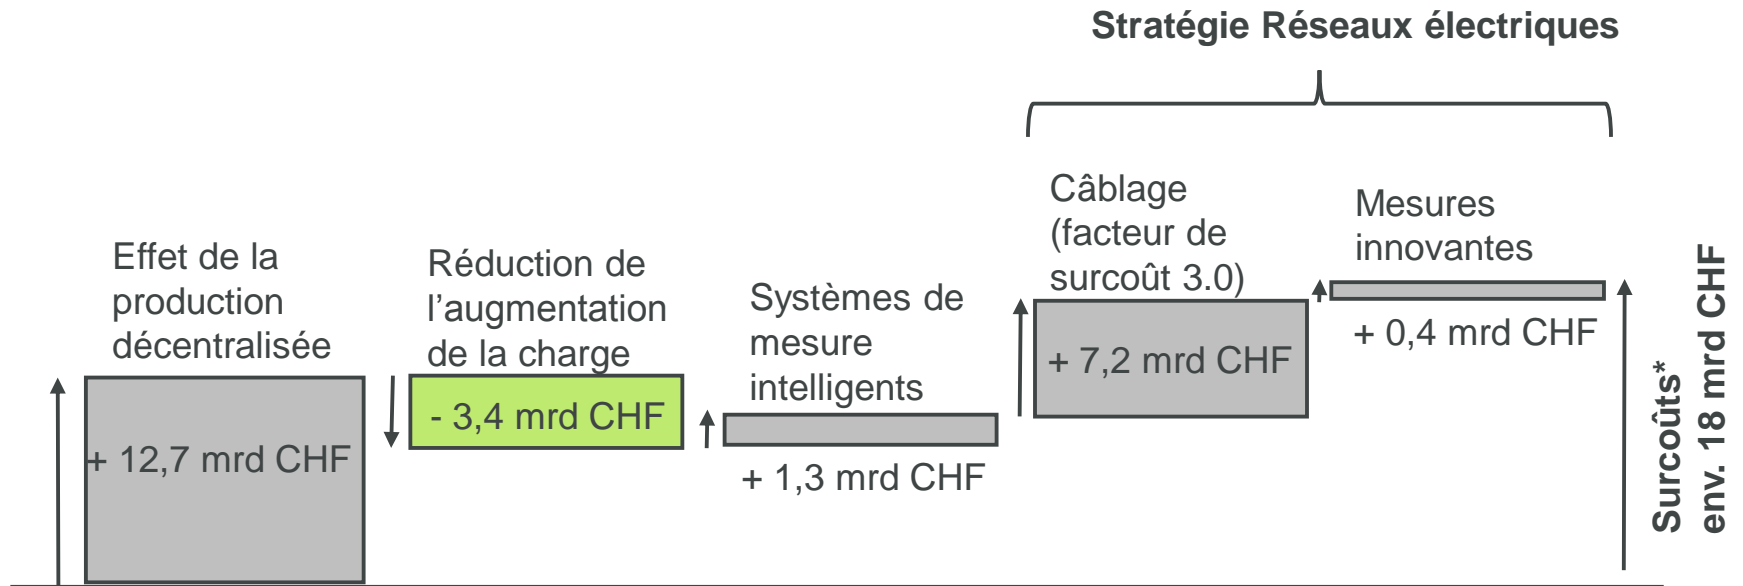 Stratégie Réseaux électriques
Effet de la
production
décentralisée
+ 12,7 mrd CHF
Réduction de
l’augmentation
de la charge
- 3,4 mrd CHF
Systèmes de
mesure
intelligents
+ 1,3 mrd CHF
Câblage
(facteur de
surcoût 3.0)
+ 7,2 mrd CHF
Mesures
innovantes
+ 0,4 mrd CHF
Surcoûts*
env. 18 mrd CHF